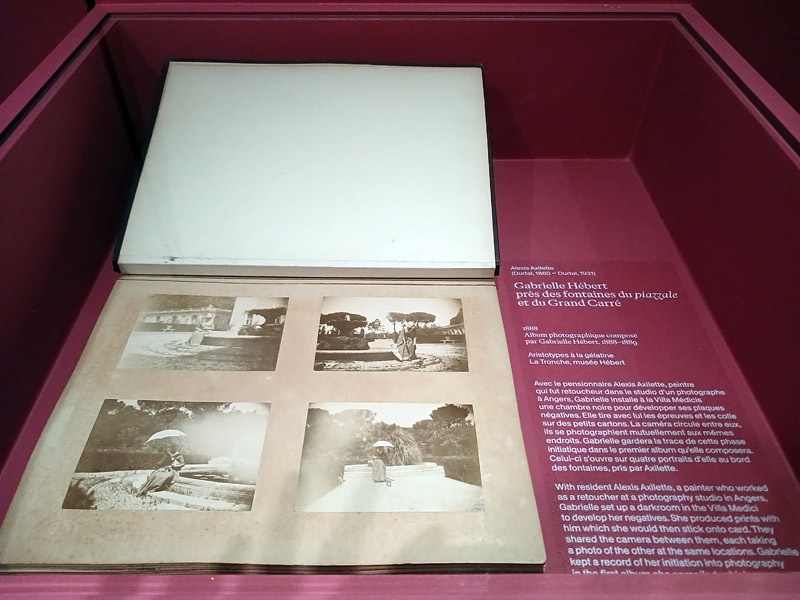 Alexis Axilette
(Durtal, 1860 – Durtal, 1931)
Gabrielle Hébert
près des fontaines du piazzale
et du Grand Carré
1888
Album photographique composé
par Gabrielle Hébert, 1888–1889
Aristotypes à la gélatine
La Tronche, musée Hébert
Avec le pensionnaire Alexis Axilette, peintre
qui fut retoucheur dans le studio d'un photographe
à Angers, Gabrielle installe à la Villa Médicis
une chambre noire pour développer ses plaques
négatives. Elle tire avec lui les épreuves et les colle
sur des petits cartons. La caméra circule entre eux,
ils se photographient mutuellement aux mêmes
endroits. Gabrielle gardera la trace de cette phase
initiatique dans le premier album qu'elle composera.
Celui-ci s'ouvre sur quatre portraits d'elle au bord
des fontaines, pris par Axilette.
With resident Alexis Axilette, a painter who worked
as a retoucher at a photography studio in Angers,
Gabrielle set up a darkroom in the Villa Medici
to develop her negatives. She produced prints with
him which she would then stick onto card. They
shared the camera between them, each taking
a photo of the other at the same locations. Gabrielle
kept a record of her initiation into photography
in the first album she compiled